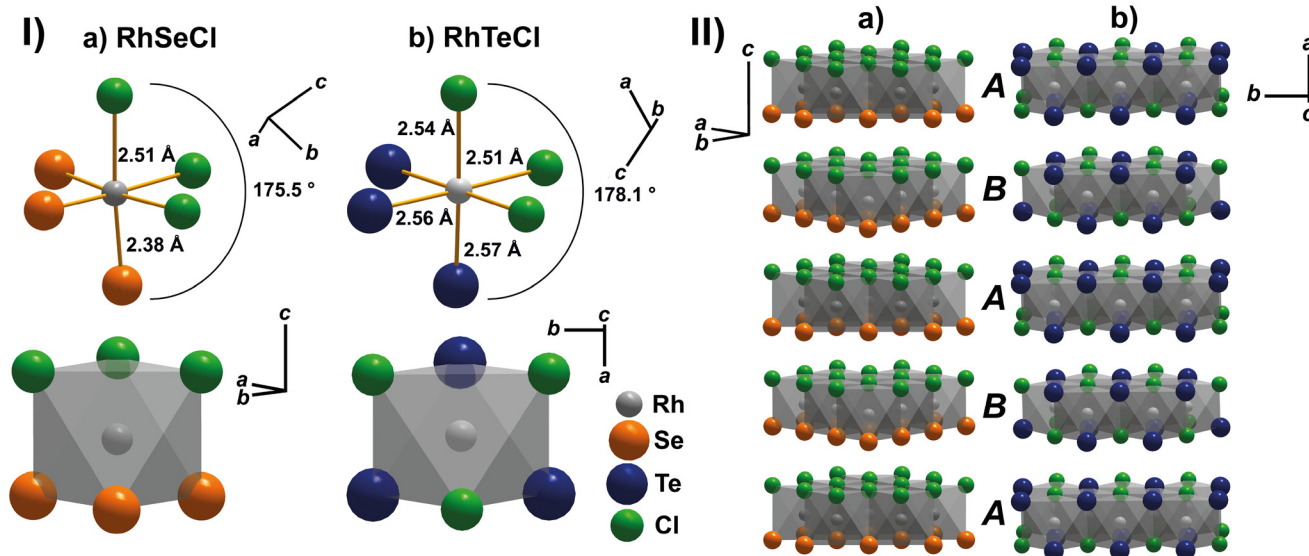 I)
a) RhSeCl
2.51 Å
2.38 Å
175.5 °
c
a
b
b) RhTeCl
2.54 Å
2.51 Å
2.56 Å
2.57 Å
178.1 °
a
b
c
c
a
b
b
c
a
Rh
Se
Te
Cl
II)
a)
b)
c
a
b
A
B
A
B
A
a
b
c